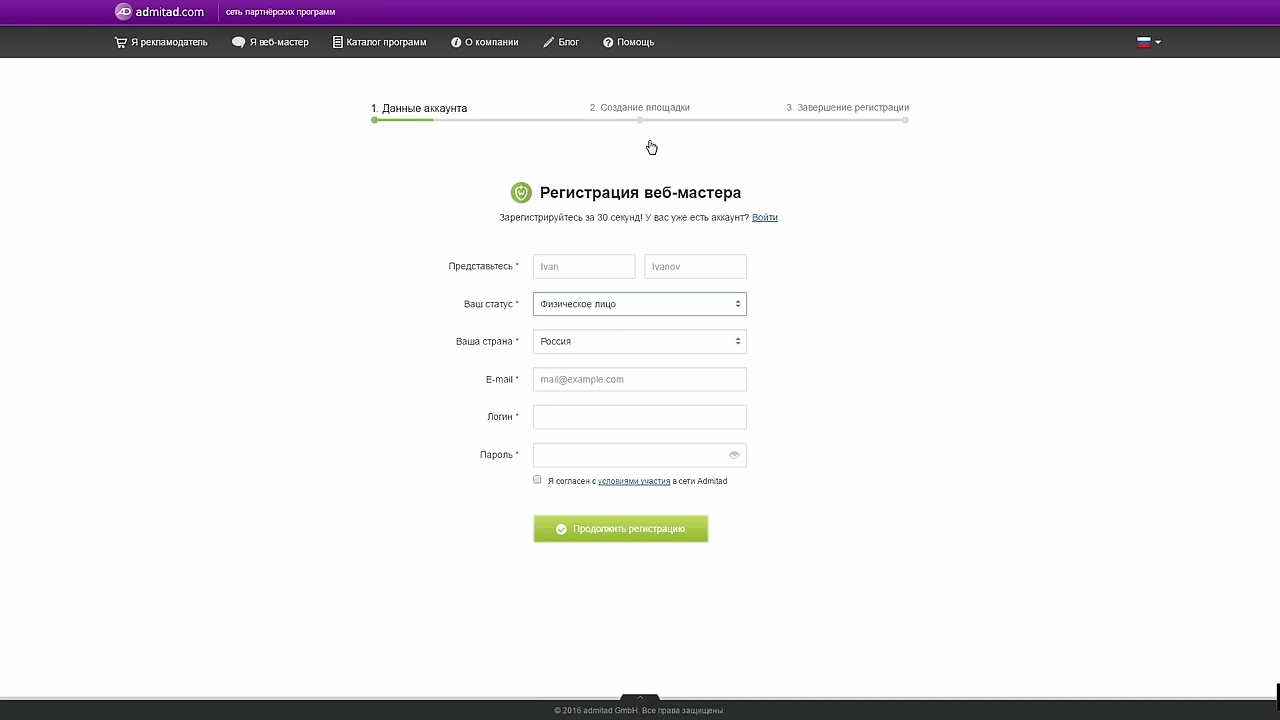 admitad.com сеть партнёрских программ
Я рекламодатель Я веб-мастер Каталог программ О компании Блог Помощь
1. Данные аккаунта 2. Создание площадки 3. Завершение регистрации
Регистрация веб-мастера
Зарегистрируйтесь за 30 секунд! У вас уже есть аккаунт? Войти.
Представьтесь * Ivan Ivanov
Ваш статус * Физическое лицо
Ваша страна * Россия
E-mail * mail@example.com
Логин *
Пароль *
Я согласен с условиями участия в сети Admitad
Продолжить регистрацию
© 2016 admitad GmbH. Все права защищены.